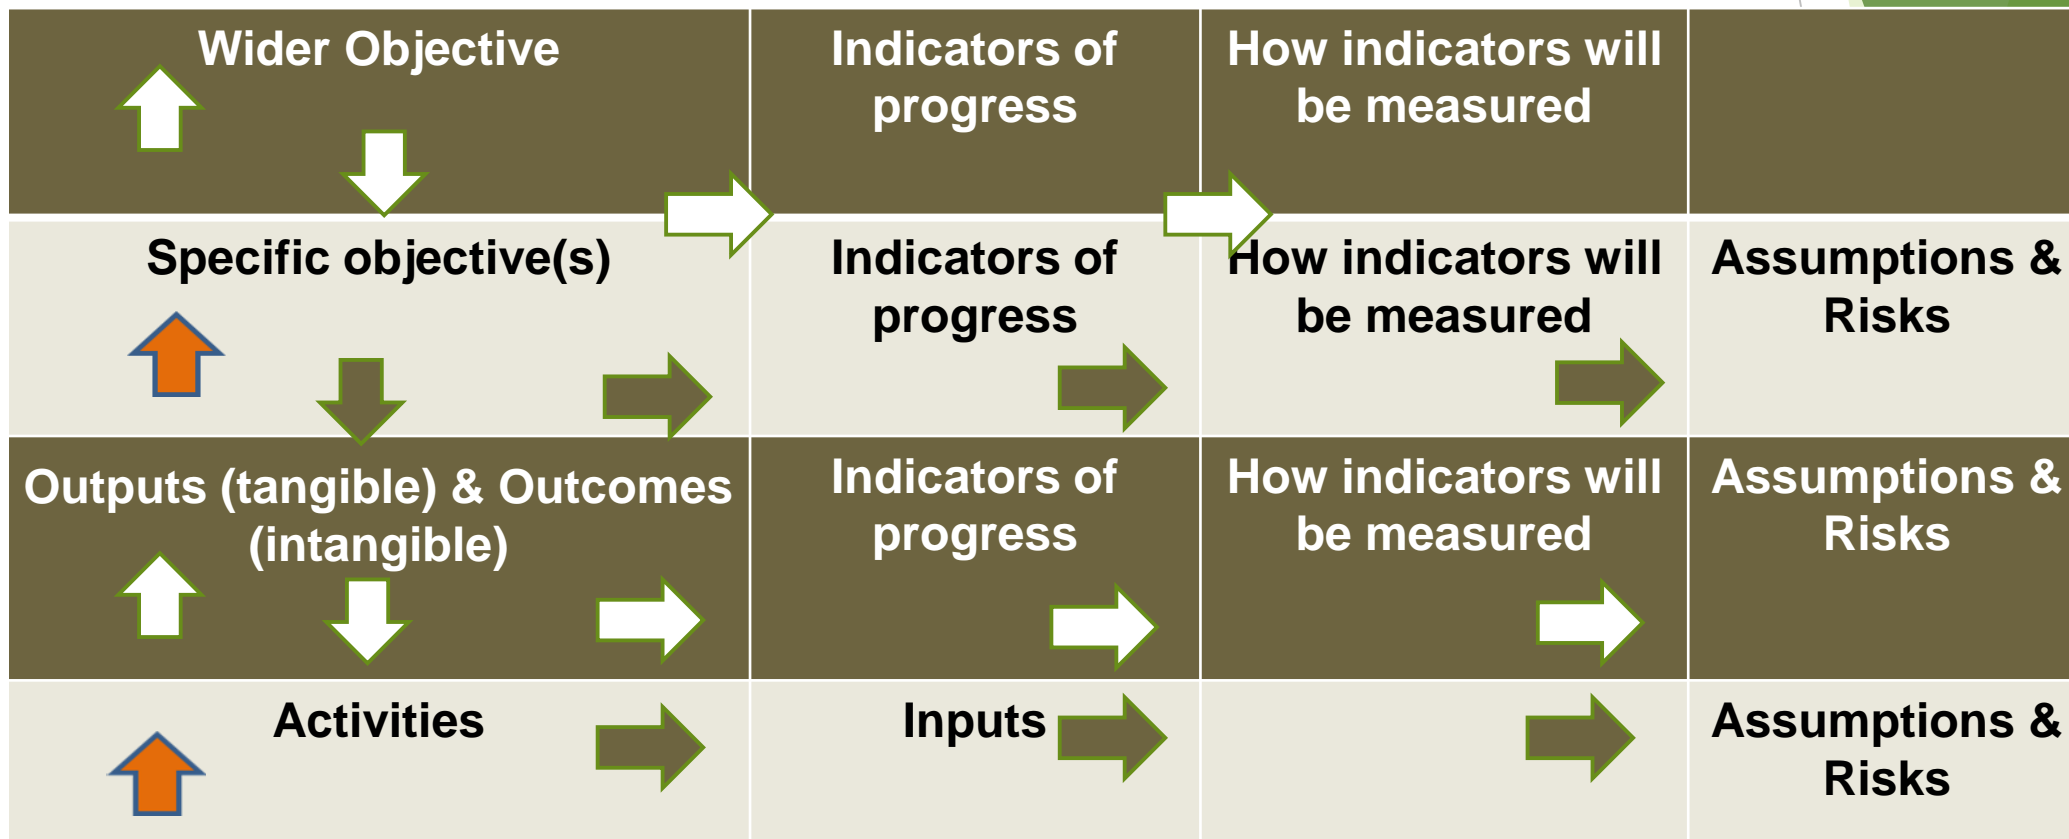 Wider Objective
Indicators of
progress
How indicators will
be measured
Specific objective(s)
Indicators of
progress
How indicators will
be measured
Assumptions &
Risks
Outputs (tangible) & Outcomes
(intangible)
Indicators of
progress
How indicators will
be measured
Assumptions &
Risks
Activities
Inputs
Assumptions &
Risks